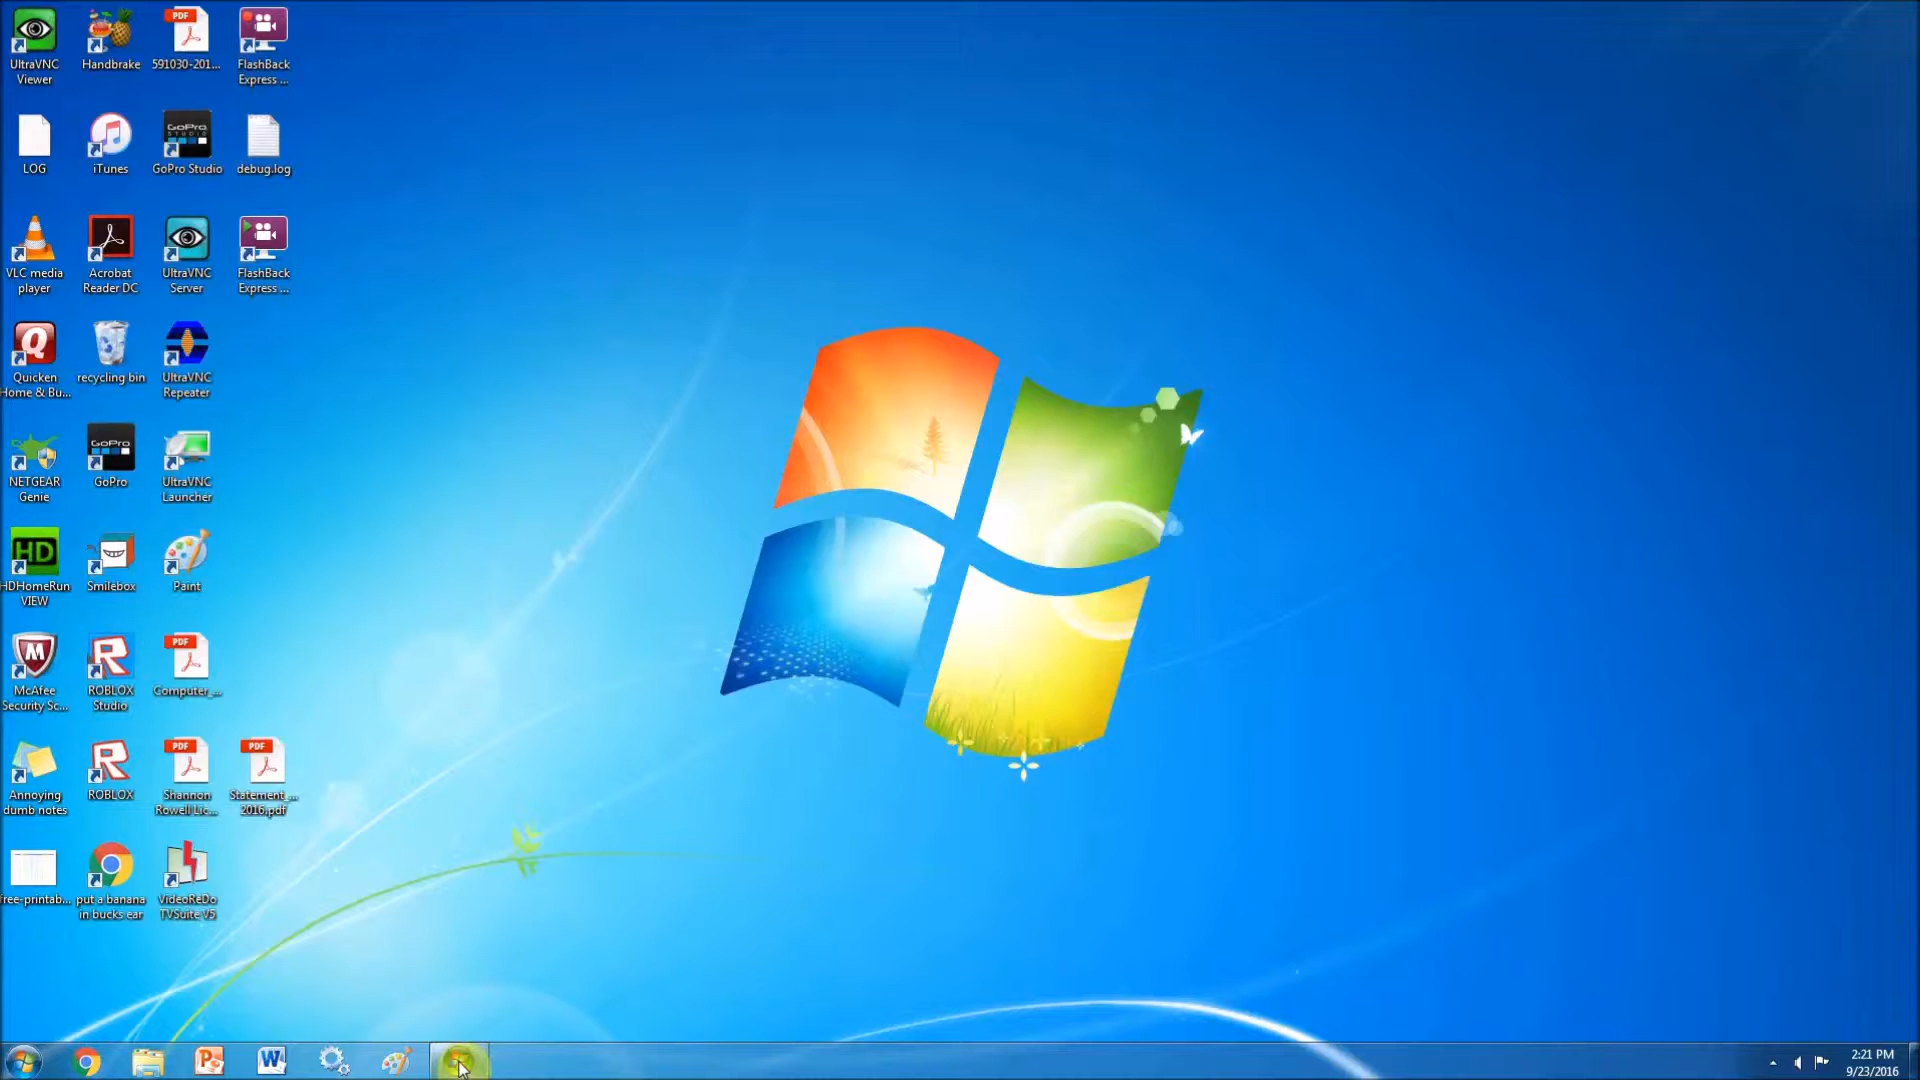 UltraVNC
Viewer
Handbrake
PDF
591030-201...
FlashBack
Express ...
LOG
iTunes
GoPro
STUDIO
GoPro Studio
debug.log
VLC media
player
Acrobat
Reader DC
UltraVNC
Server
FlashBack
Express ...
Q
Quicken
Home & Bu...
recycling bin
UltraVNC
Repeater
NETGEAR
Genie
GoPro
GoPro
UltraVNC
Launcher
HD
HDHomeRun
VIEW
Smilebox
Paint
M
McAfee
Security Sc...
R
ROBLOX
Studio
PDF
Computer_...
Annoying
dumb notes
R
ROBLOX
PDF
Shannon
Rowell Lic...
PDF
Statement_...
2016.pdf
free-printab...
put a banana
in bucks ear
VideoReDo
TVSuite V5
P
W
2:21 PM
9/23/2016